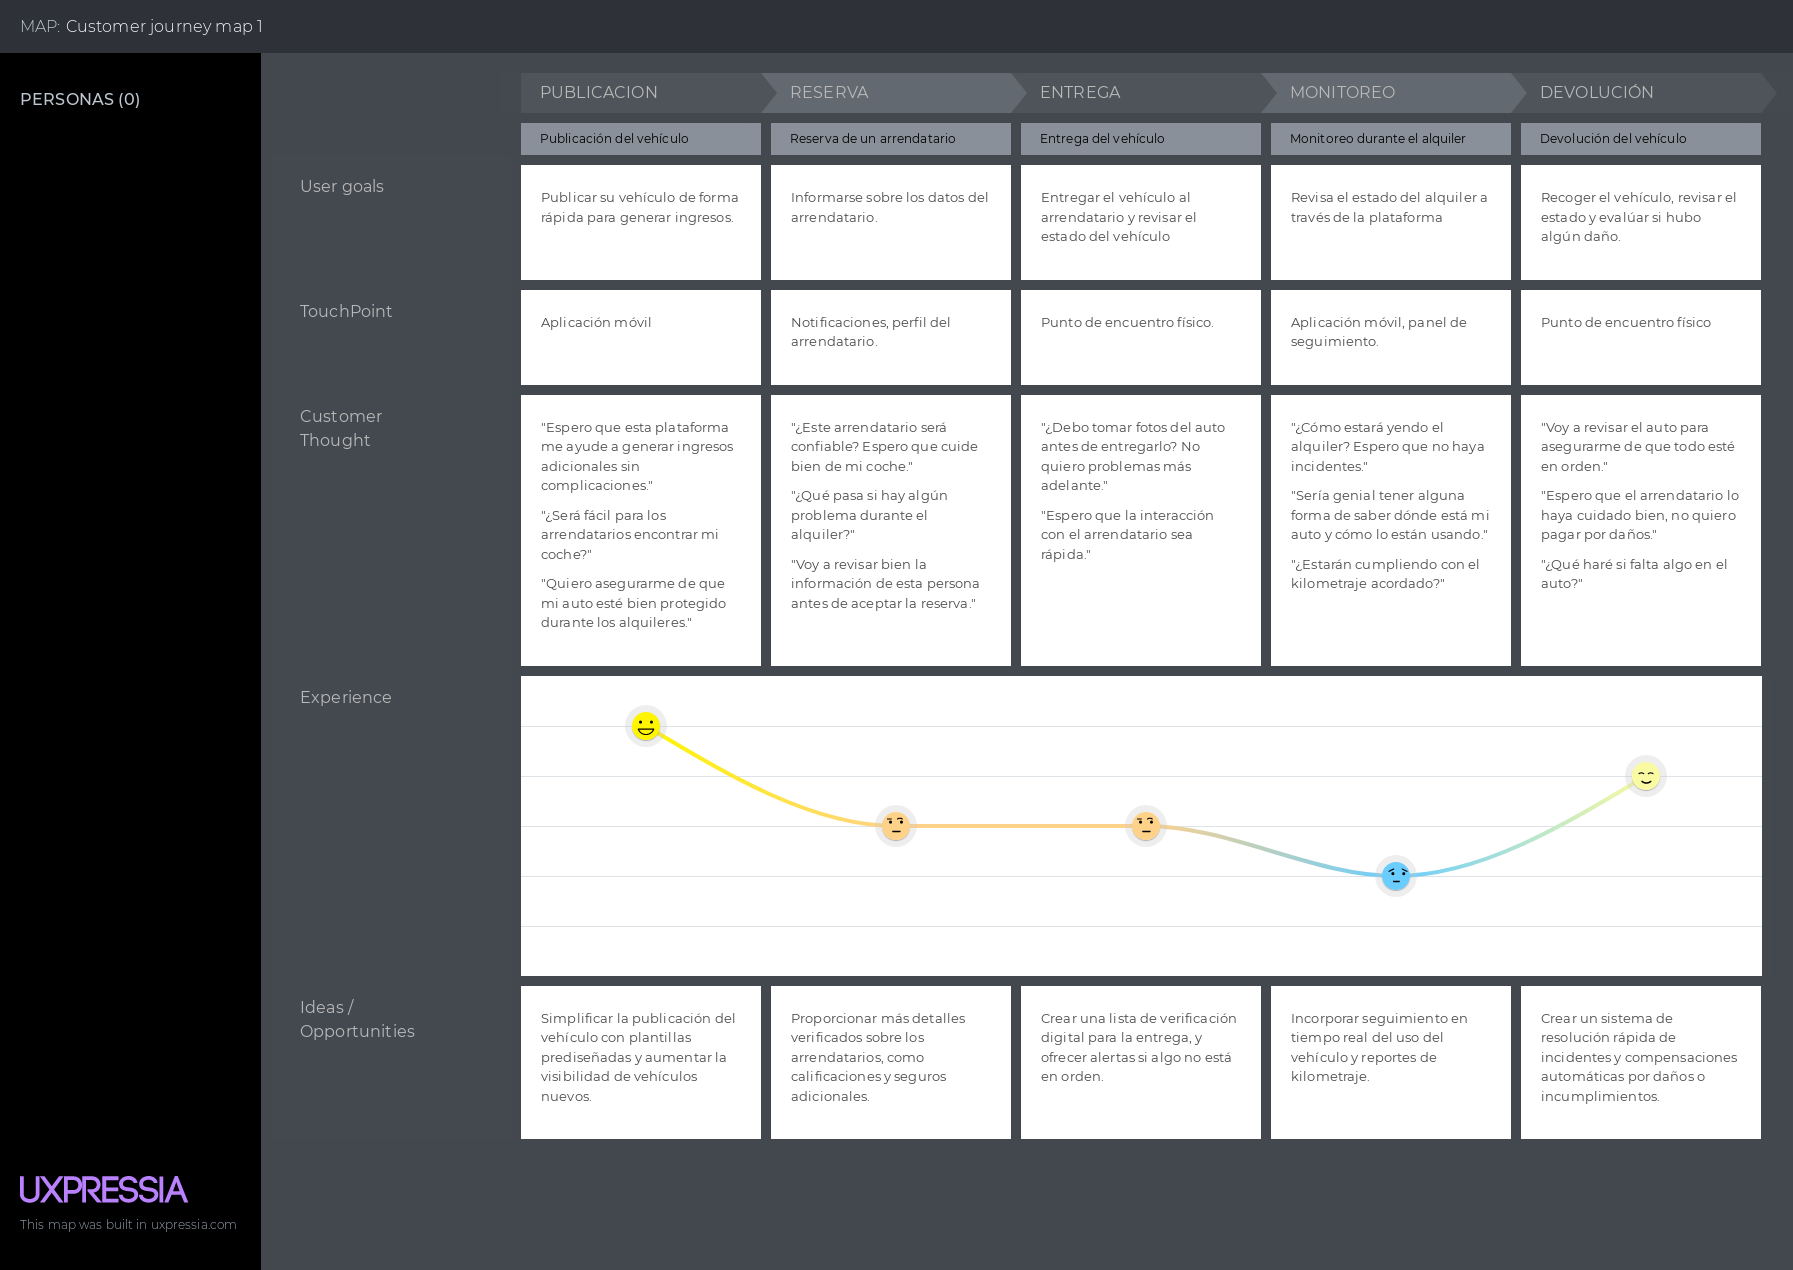 MAP: Customer journey map 1
PERSONAS (0)
PUBLICACION
RESERVA
ENTREGA
MONITOREO
DEVOLUCIÓN
Publicación del vehículo
Reserva de un arrendatario
Entrega del vehículo
Monitoreo durante el alquiler
Devolución del vehículo
User goals
Publicar su vehículo de forma
rápida para generar ingresos.
Informarse sobre los datos del
arrendatario.
Entregar el vehículo al
arrendatario y revisar el
estado del vehículo
Revisa el estado del alquiler a
través de la plataforma
Recoger el vehículo, revisar el
estado y evalúar si hubo
algún daño.
TouchPoint
Aplicación móvil
Notificaciones, perfil del
arrendatario.
Punto de encuentro físico.
Aplicación móvil, panel de
seguimiento.
Punto de encuentro físico
Customer
Thought
"Espero que esta plataforma
me ayude a generar ingresos
adicionales sin
complicaciones."
"¿Será fácil para los
arrendatarios encontrar mi
coche?"
"Quiero asegurarme de que
mi auto esté bien protegido
durante los alquileres."
"¿Este arrendatario será
confiable? Espero que cuide
bien de mi coche."
"¿Qué pasa si hay algún
problema durante el
alquiler?"
"Voy a revisar bien la
información de esta persona
antes de aceptar la reserva."
"¿Debo tomar fotos del auto
antes de entregarlo? No
quiero problemas más
adelante."
"Espero que la interacción
con el arrendatario sea
rápida."
"¿Cómo estará yendo el
alquiler? Espero que no haya
incidentes."
"Sería genial tener alguna
forma de saber dónde está mi
auto y cómo lo están usando."
"¿Estarán cumpliendo con el
kilometraje acordado?"
"Voy a revisar el auto para
asegurarme de que todo esté
en orden."
"Espero que el arrendatario lo
haya cuidado bien, no quiero
pagar por daños."
"¿Qué haré si falta algo en el
auto?"
Experience
Ideas /
Opportunities
Simplificar la publicación del
vehículo con plantillas
prediseñadas y aumentar la
visibilidad de vehículos
nuevos.
Proporcionar más detalles
verificados sobre los
arrendatarios, como
calificaciones y seguros
adicionales.
Crear una lista de verificación
digital para la entrega, y
ofrecer alertas si algo no está
en orden.
Incorporar seguimiento en
tiempo real del uso del
vehículo y reportes de
kilometraje.
Crear un sistema de
resolución rápida de
incidentes y compensaciones
automáticas por daños o
incumplimientos.
UXPRESSIA
This map was built in uxpressia.com